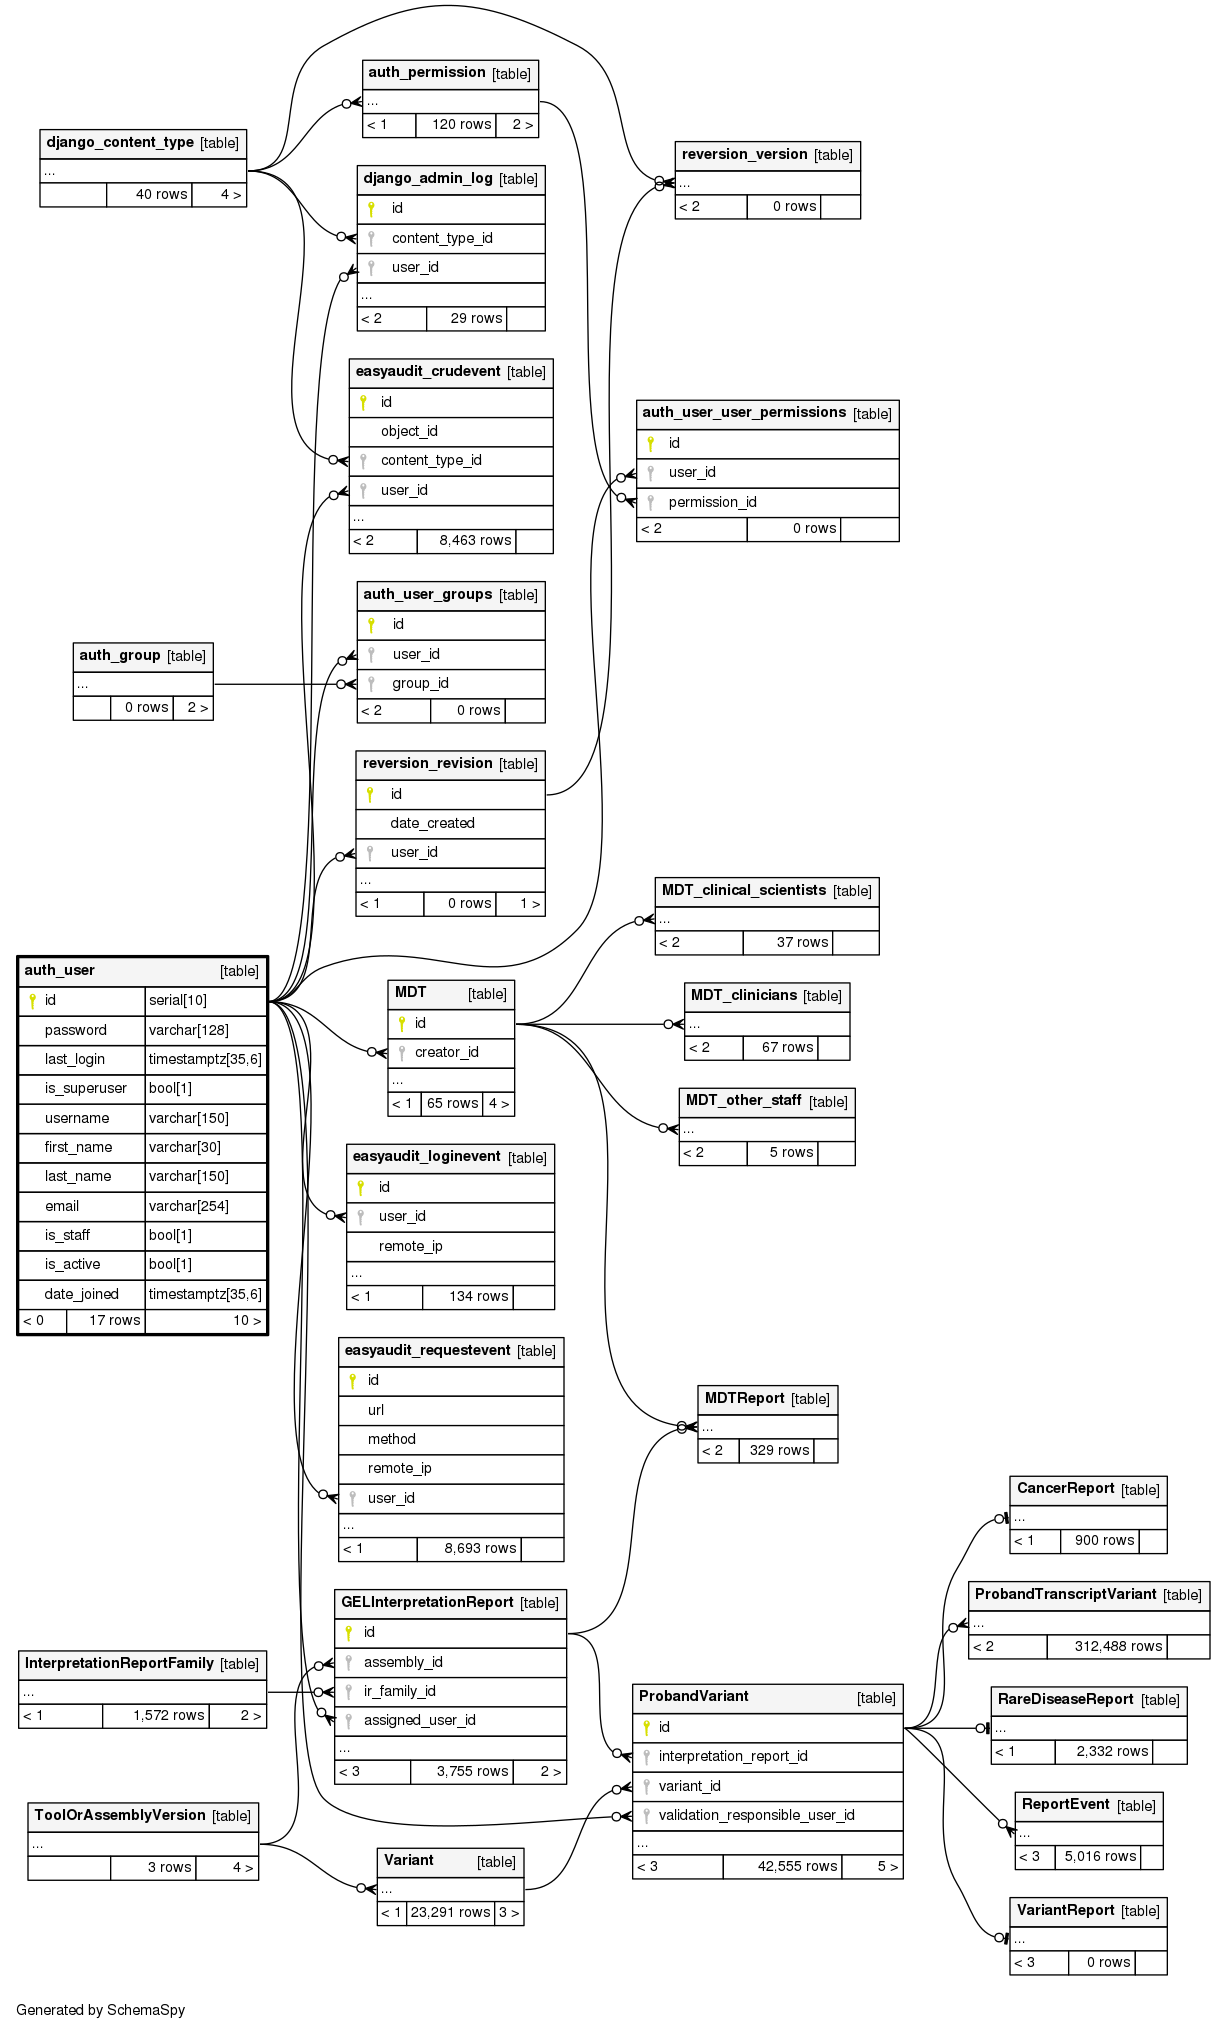 auth_permission [table]
...
< 1 120 rows 2 >
django_content_type [table]
...
40 rows 4 >
reversion_version [table]
...
< 2 0 rows
django_admin_log [table]
id
content_type_id
user_id
...
< 2 29 rows
easyaudit_crudevent [table]
id
object_id
content_type_id
user_id
...
< 2 8,463 rows
auth_user_user_permissions [table]
id
user_id
permission_id
< 2 0 rows
auth_user_groups [table]
id
user_id
group_id
< 2 0 rows
auth_group [table]
...
0 rows 2 >
reversion_revision [table]
id
date_created
user_id
...
< 1 0 rows 1 >
MDT_clinical_scientists [table]
...
< 2 37 rows
auth_user [table]
id serial[10]
password varchar[128]
last_login timestamptz[35,6]
is_superuser bool[1]
username varchar[150]
first_name varchar[30]
last_name varchar[150]
email varchar[254]
is_staff bool[1]
is_active bool[1]
date_joined timestamptz[35,6]
< 0 17 rows 10 >
MDT [table]
id
creator_id
...
< 1 65 rows 4 >
MDT_clinicians [table]
...
< 2 67 rows
MDT_other_staff [table]
...
< 2 5 rows
easyaudit_loginevent [table]
id
user_id
remote_ip
...
< 1 134 rows
easyaudit_requestevent [table]
id
url
method
remote_ip
user_id
...
< 1 8,693 rows
MDTReport [table]
...
< 2 329 rows
CancerReport [table]
...
< 1 900 rows
ProbandTranscriptVariant [table]
...
< 2 312,488 rows
GELInterpretationReport [table]
id
assembly_id
ir_family_id
assigned_user_id
...
< 3 3,755 rows 2 >
InterpretationReportFamily [table]
...
< 1 1,572 rows 2 >
ProbandVariant [table]
id
interpretation_report_id
variant_id
validation_responsible_user_id
...
< 3 42,555 rows 5 >
RareDiseaseReport [table]
...
< 1 2,332 rows
ReportEvent [table]
...
< 3 5,016 rows
ToolOrAssemblyVersion [table]
...
3 rows 4 >
Variant [table]
...
< 1 23,291 rows 3 >
VariantReport [table]
...
< 3 0 rows
Generated by SchemaSpy